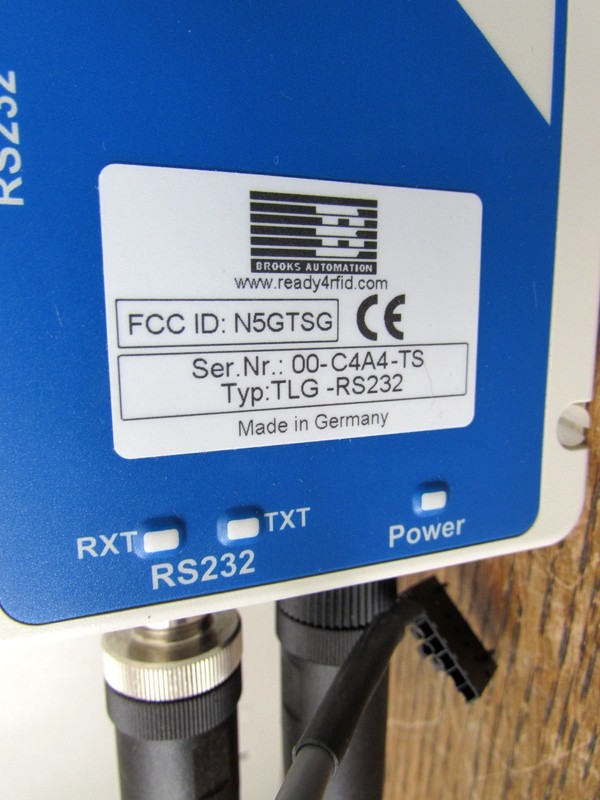 RS232
B
BROOKS AUTOMATION
www.ready4rfid.com
FCC ID: N5GTSG CE
Ser.Nr.: 00-C4A4-TS
Typ:TLG -RS232
Made in Germany
RXT TXT Power
RS232